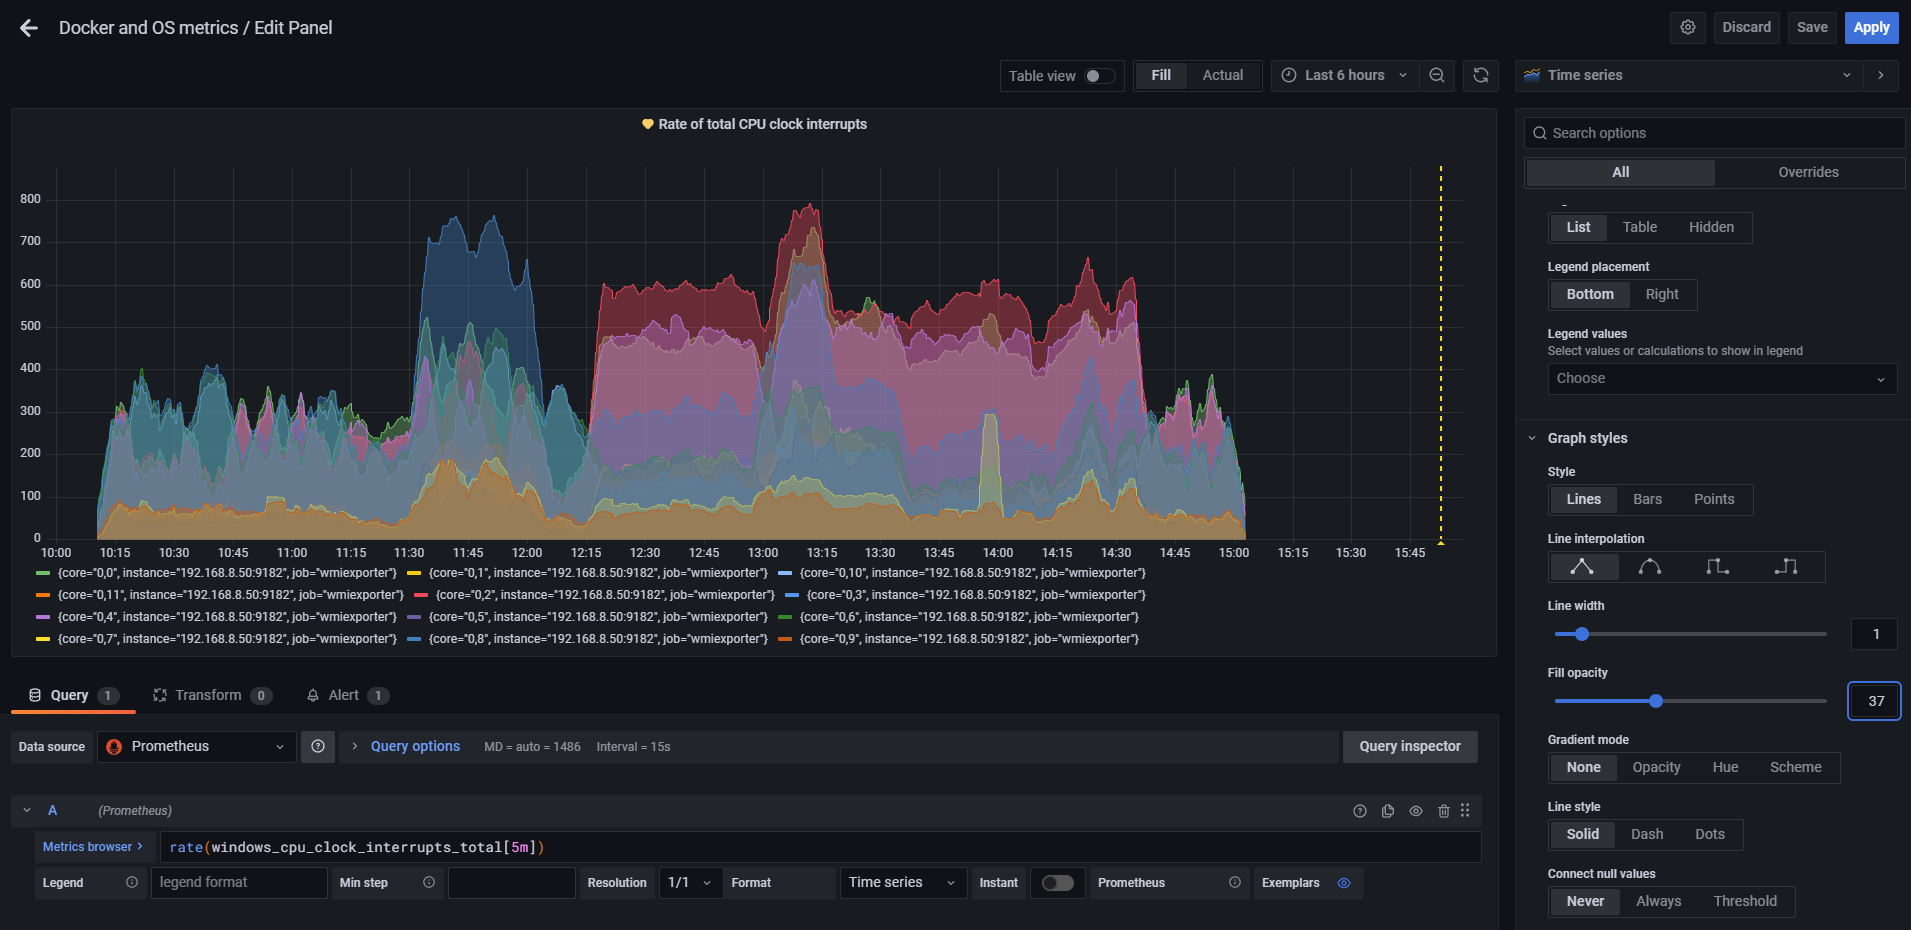 Docker and OS metrics / Edit Panel
Discard Save Apply
Table view Fill Actual Last 6 hours
Time series
Rate of total CPU clock interrupts
800
700
600
500
400
300
200
100
0
10:00 10:15 10:30 10:45 11:00 11:15 11:30 11:45 12:00 12:15 12:30 12:45 13:00 13:15 13:30 13:45 14:00 14:15 14:30 14:45 15:00 15:15 15:30 15:45
{core="0,0", instance="192.168.8.50:9182", job="wmiexporter"} {core="0,1", instance="192.168.8.50:9182", job="wmiexporter"} {core="0,10", instance="192.168.8.50:9182", job="wmiexporter"}
{core="0,11", instance="192.168.8.50:9182", job="wmiexporter"} {core="0,2", instance="192.168.8.50:9182", job="wmiexporter"} {core="0,3", instance="192.168.8.50:9182", job="wmiexporter"}
{core="0,4", instance="192.168.8.50:9182", job="wmiexporter"} {core="0,5", instance="192.168.8.50:9182", job="wmiexporter"} {core="0,6", instance="192.168.8.50:9182", job="wmiexporter"}
{core="0,7", instance="192.168.8.50:9182", job="wmiexporter"} {core="0,8", instance="192.168.8.50:9182", job="wmiexporter"} {core="0,9", instance="192.168.8.50:9182", job="wmiexporter"}
Query 1 Transform 0 Alert 1
Data source Prometheus Query options MD = auto = 1486 Interval = 15s Query inspector
A (Prometheus)
Metrics browser rate(windows_cpu_clock_interrupts_total[5m])
Legend legend format Min step Resolution 1/1 Format Time series Instant Prometheus Exemplars
Search options
All Overrides
List Table Hidden
Legend placement
Bottom Right
Legend values
Select values or calculations to show in legend
Choose
Graph styles
Style
Lines Bars Points
Line interpolation
Line width
1
Fill opacity
37
Gradient mode
None Opacity Hue Scheme
Line style
Solid Dash Dots
Connect null values
Never Always Threshold